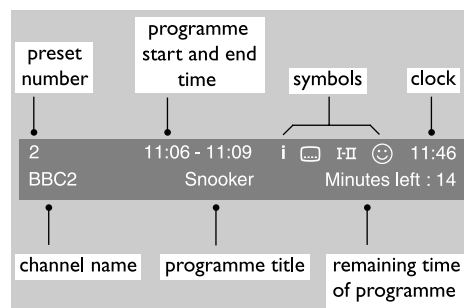 preset
number
programme
start and end
time
symbols
clock
2 11:06 - 11:09 i I-II 11:46
BBC2 Snooker Minutes left : 14
channel name
programme title
remaining time
of programme